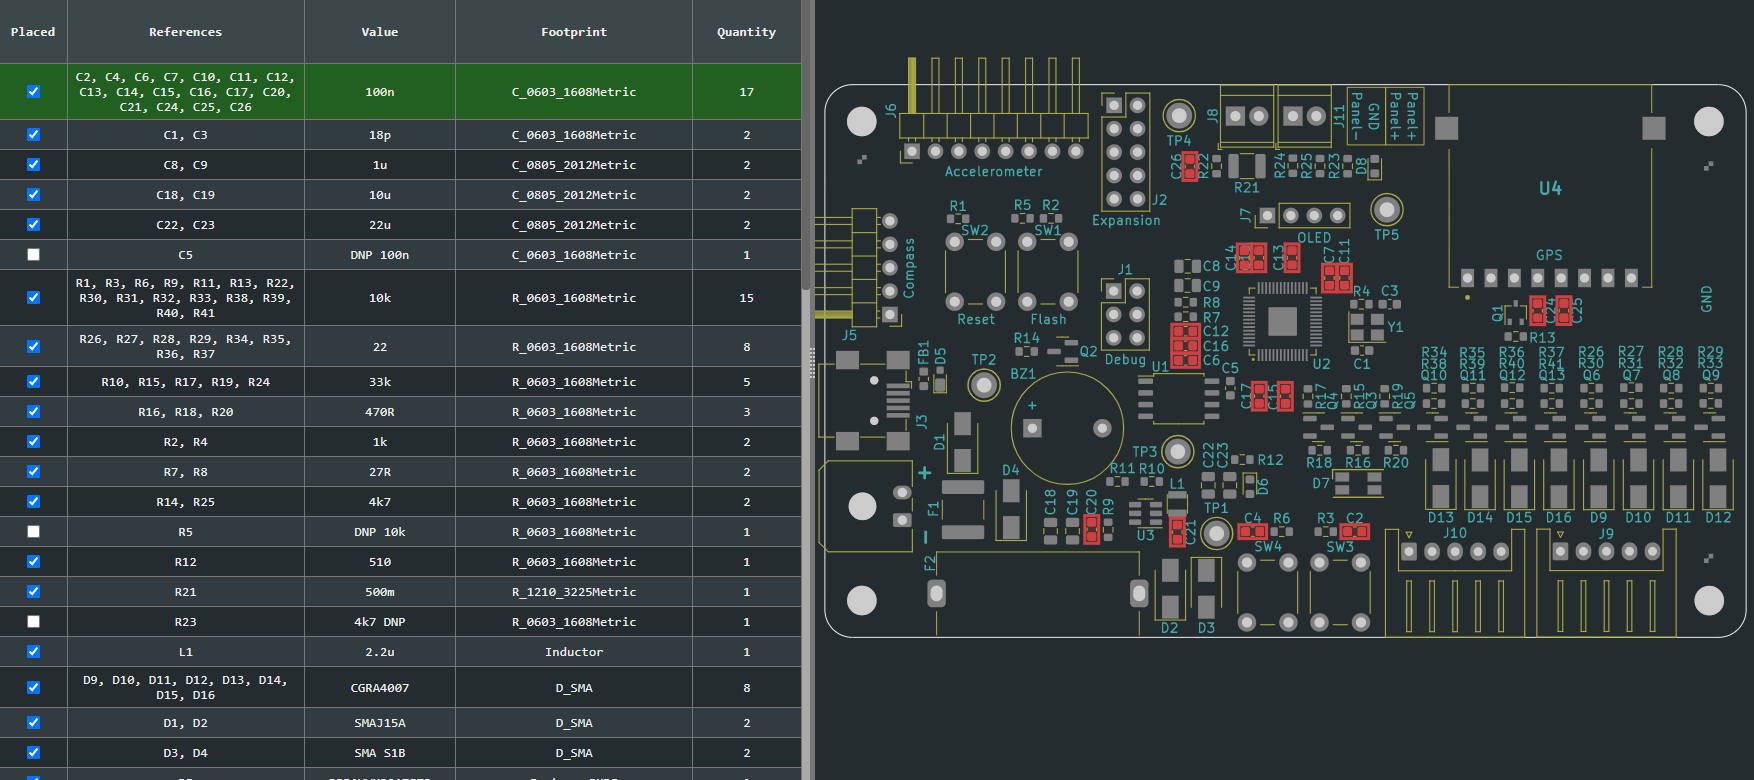 Placed References Value Footprint Quantity
C2, C4, C6, C7, C10, C11, C12,
C13, C14, C15, C16, C17, C20,
C21, C24, C25, C26
100n C_0603_1608Metric 17
C1, C3 18p C_0603_1608Metric 2
C8, C9 1u C_0805_2012Metric 2
C18, C19 10u C_0805_2012Metric 2
C22, C23 22u C_0805_2012Metric 2
C5 DNP 100n C_0603_1608Metric 1
R1, R3, R6, R9, R11, R13, R22,
R30, R31, R32, R33, R38, R39,
R40, R41
10k R_0603_1608Metric 15
R26, R27, R28, R29, R34, R35,
R36, R37
22 R_0603_1608Metric 8
R10, R15, R17, R19, R24 33k R_0603_1608Metric 5
R16, R18, R20 470R R_0603_1608Metric 3
R2, R4 1k R_0603_1608Metric 2
R7, R8 27R R_0603_1608Metric 2
R14, R25 4k7 R_0603_1608Metric 2
R5 DNP 10k R_0603_1608Metric 1
R12 510 R_0603_1608Metric 1
R21 500m R_1210_3225Metric 1
R23 4k7 DNP R_0603_1608Metric 1
L1 2.2u Inductor 1
D9, D10, D11, D12, D13, D14,
D15, D16
CGRA4007 D_SMA 8
D1, D2 SMAJ15A D_SMA 2
D3, D4 SMA S1B D_SMA 2
J6
Accelerometer
J2
Expansion
TP4
J8
J11
Panel-
GND
Panel+
Panel+
C26
R22
R21
R24
R25
R23
D8
U4
GPS
GND
J7
OLED
TP5
R1
SW2
Reset
R5 R2
SW1
Flash
Compass
J5
J1
Debug
C8
C9
R8
R7
C12
C16
C6
C14
C13
C7
C11
R4 C3
Y1
C1
U2
Q1
C24
C25
R13
R14
Q2
BZ1
+
FB1
D5
TP2
J3
D1
U1
C5
C17
C15
R17
Q4
R15
Q3
R19
Q5
R34 R35 R36 R37 R26 R27 R28 R29
R38 R39 R40 R41 R30 R31 R32 R33
Q10 Q11 Q12 Q13 Q6 Q7 Q8 Q9
R18 R16 R20
D7
TP3
C22
C23
R12
D6
R11 R10
L1
TP1
+
-
F1
D4
C18
C19
C20
R9
U3
C21
C4 R6
SW4
R3 C2
SW3
D13 D14 D15 D16 D9 D10 D11 D12
J10
J9
F2
D2 D3